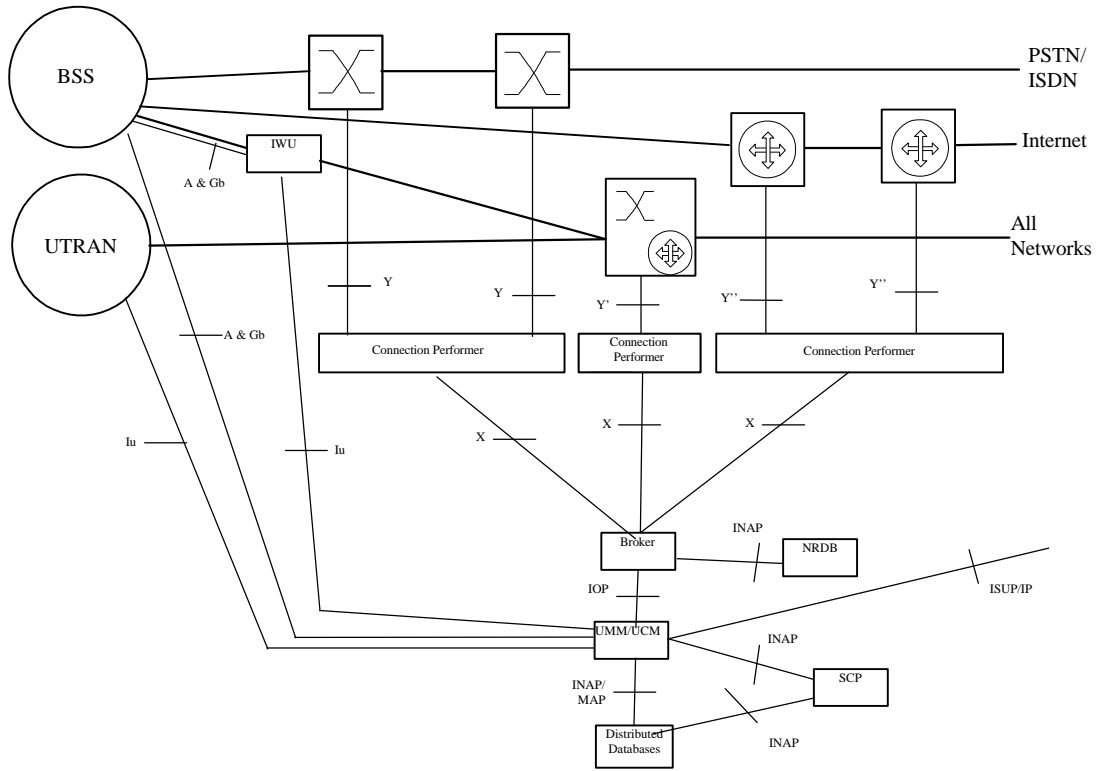 PSTN/
ISDN
BSS
Internet
IWU
A & Gb
All
Networks
UTRAN
Y
Y
Y'
Y''
Y''
A & Gb
Connection Performer
Connection
Performer
Connection Performer
Iu
Iu
X
X
X
INAP
Broker
NRDB
IOP
ISUP/IP
UMM/UCM
INAP
SCP
INAP/
MAP
Distributed
Databases
INAP